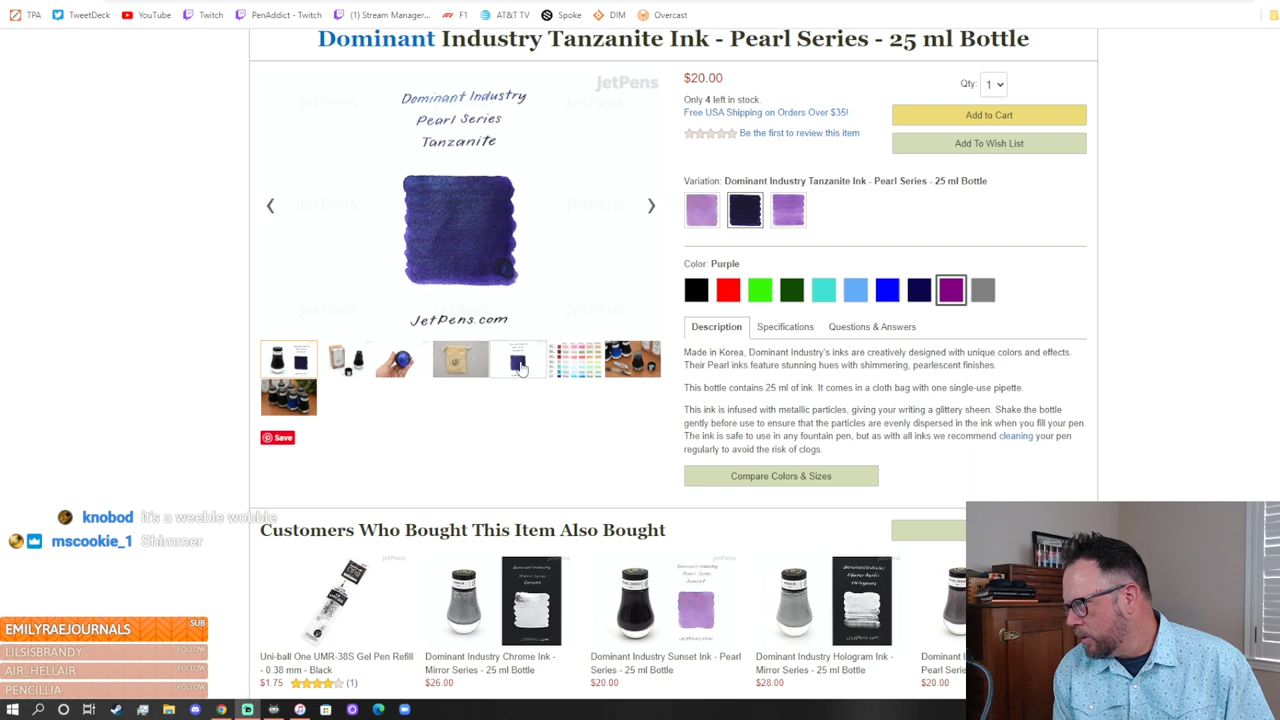 TPA TweetDeck YouTube Twitch PenAddict - Twitch (1) Stream Manager... F1 AT&T TV Spoke DIM Overcast
Dominant Industry Tanzanite Ink - Pearl Series - 25 ml Bottle
JetPens
Dominant Industry
Pearl Series
Tanzanite
JetPens.com
Save
$20.00
Qty: 1
Only 4 left in stock.
Free USA Shipping on Orders Over $35!
Add to Cart
Be the first to review this item
Add To Wish List
Variation: Dominant Industry Tanzanite Ink - Pearl Series - 25 ml Bottle
Color: Purple
Description Specifications Questions & Answers
Made in Korea, Dominant Industry's inks are creatively designed with unique colors and effects.
Their Pearl inks feature stunning hues with shimmering, pearlescent finishes.
This bottle contains 25 ml of ink. It comes in a cloth bag with one single-use pipette.
This ink is infused with metallic particles, giving your writing a glittery sheen. Shake the bottle
gently before use to ensure that the particles are evenly dispersed in the ink when you fill your pen.
The ink is safe to use in any fountain pen, but as with all inks we recommend cleaning your pen
regularly to avoid the risk of clogs.
Compare Colors & Sizes
knobod It's a weeble wobble
mscookie_1 Shimmer
Customers Who Bought This Item Also Bought
EMILYRAEJOURNALS SUB
LILSISBRANDY FOLLOW
AIR_HELLAIR FOLLOW
PENCILLIA FOLLOW
Uni-ball One UMR-38S Gel Pen Refill
- 0.38 mm - Black
$1.75 (1)
Dominant Industry Chrome Ink -
Mirror Series - 25 ml Bottle
$26.00
Dominant Industry Sunset Ink - Pearl
Series - 25 ml Bottle
$20.00
Dominant Industry Hologram Ink -
Mirror Series - 25 ml Bottle
$28.00
Dominant
Pearl Series
$20.00